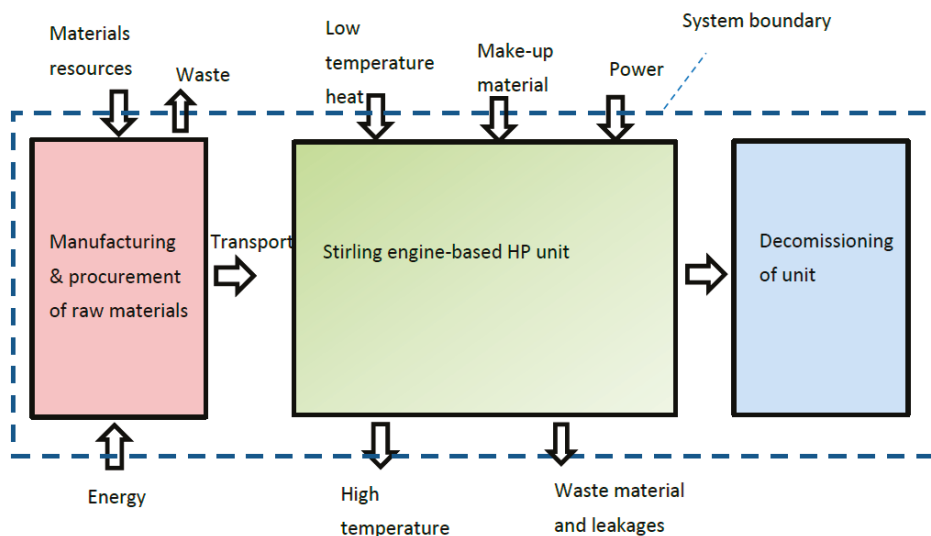 System boundary
Materials
resources
Waste
Low
temperature
heat
Make-up
material
Power
Manufacturing
& procurement
of raw materials
Transport
Stirling engine-based HP unit
Decomissioning
of unit
Energy
High
temperature
Waste material
and leakages